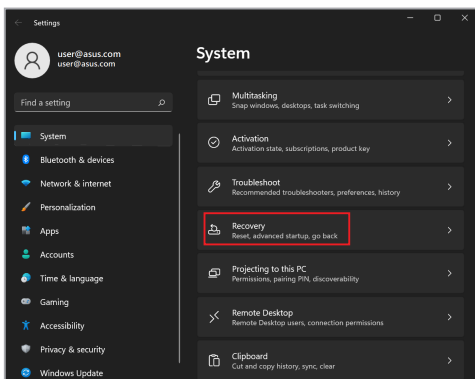 Settings
user@asus.com
user@asus.com
Find a setting
System
Bluetooth & devices
Network & internet
Personalization
Apps
Accounts
Time & language
Gaming
Accessibility
Privacy & security
Windows Update
System
Multitasking
Snap windows, desktops, task switching
Activation
Activation state, subscriptions, product key
Troubleshoot
Recommended troubleshooters, preferences, history
Recovery
Reset, advanced startup, go back
Projecting to this PC
Permissions, pairing PIN, discoverability
Remote Desktop
Remote Desktop users, connection permissions
Clipboard
Cut and copy history, sync, clear